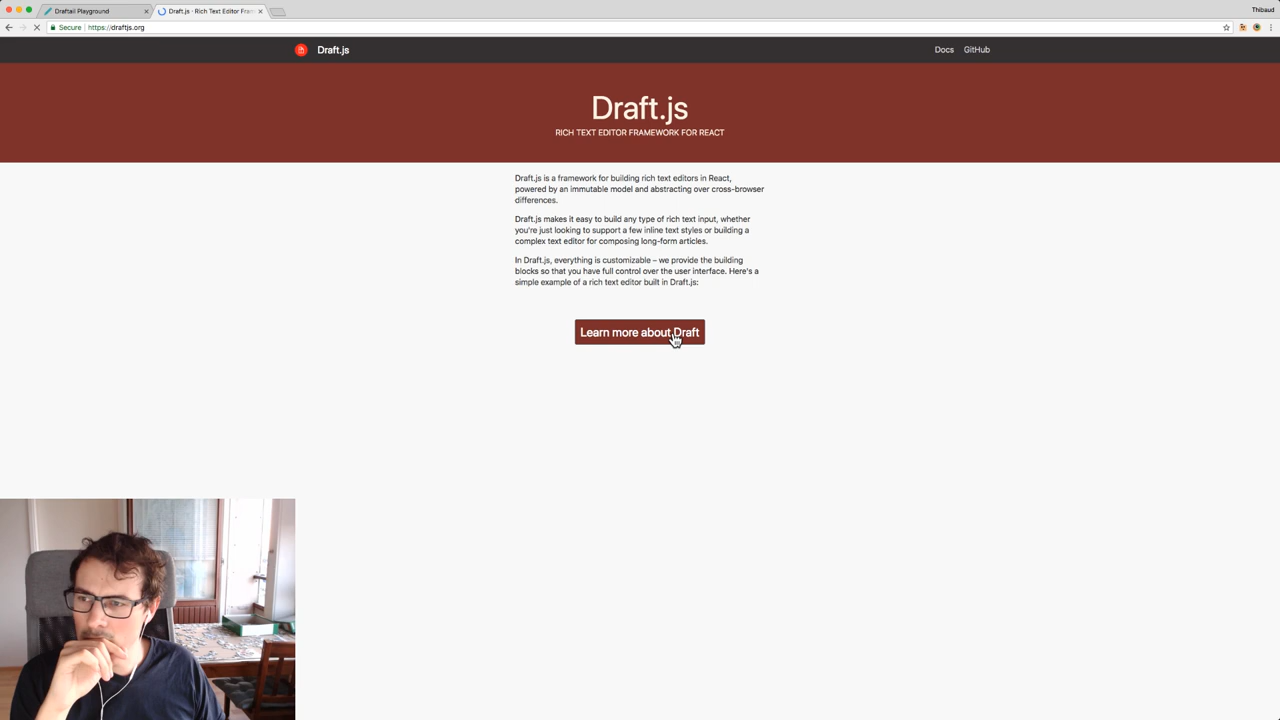 Draftail Playground
Draft.js · Rich Text Editor Fram
Thibaud
Secure
https://draftjs.org
Draft.js
Docs
GitHub
Draft.js
RICH TEXT EDITOR FRAMEWORK FOR REACT
Draft.js is a framework for building rich text editors in React,
powered by an immutable model and abstracting over cross-browser
differences.
Draft.js makes it easy to build any type of rich text input, whether
you're just looking to support a few inline text styles or building a
complex text editor for composing long-form articles.
In Draft.js, everything is customizable – we provide the building
blocks so that you have full control over the user interface. Here's a
simple example of a rich text editor built in Draft.js:
Learn more about Draft